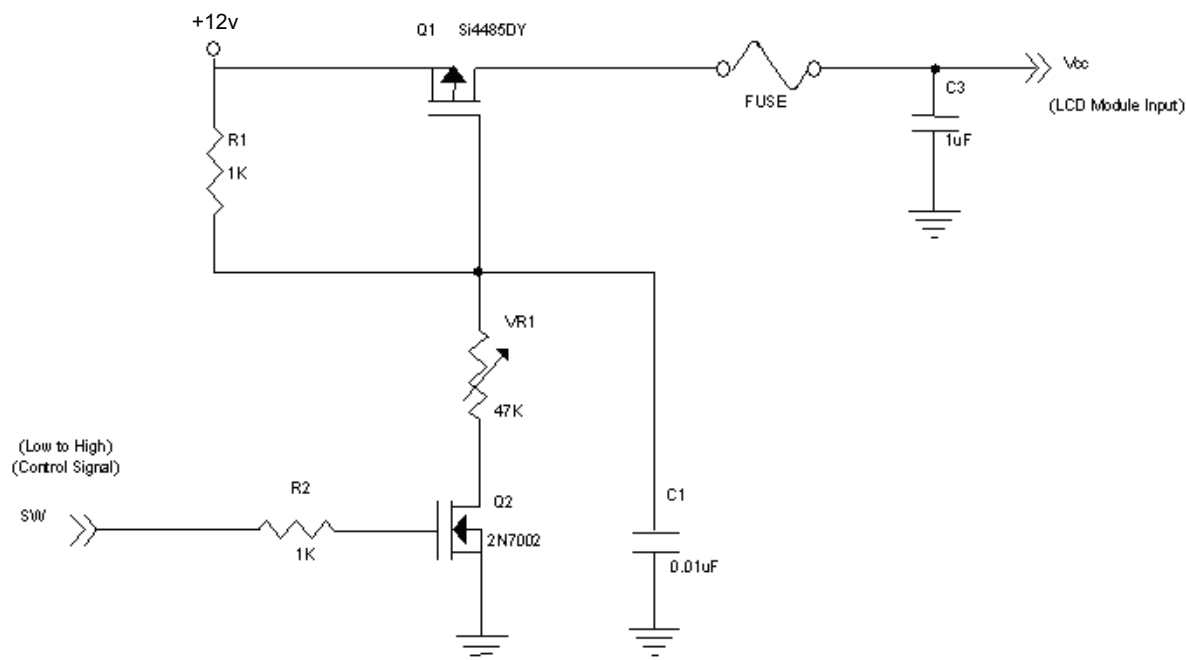 +12v
Q1 Si4485DY
FUSE
C3
1uF
Vcc
(LCD Module Input)
R1
1K
VR1
47K
(Low to High)
(Control Signal)
SW
R2
1K
Q2
2N7002
C1
0.01uF